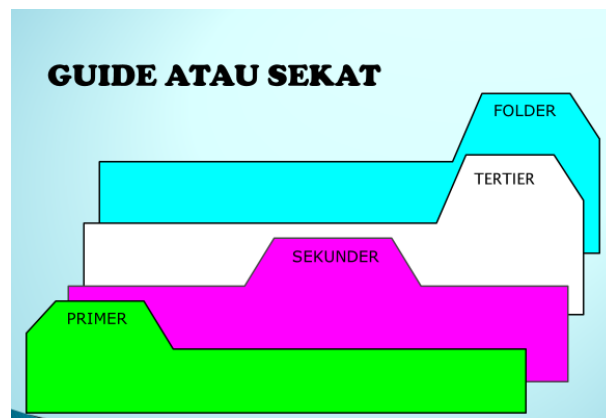 GUIDE ATAU SEKAT
FOLDER
TERTIER
SEKUNDER
PRIMER